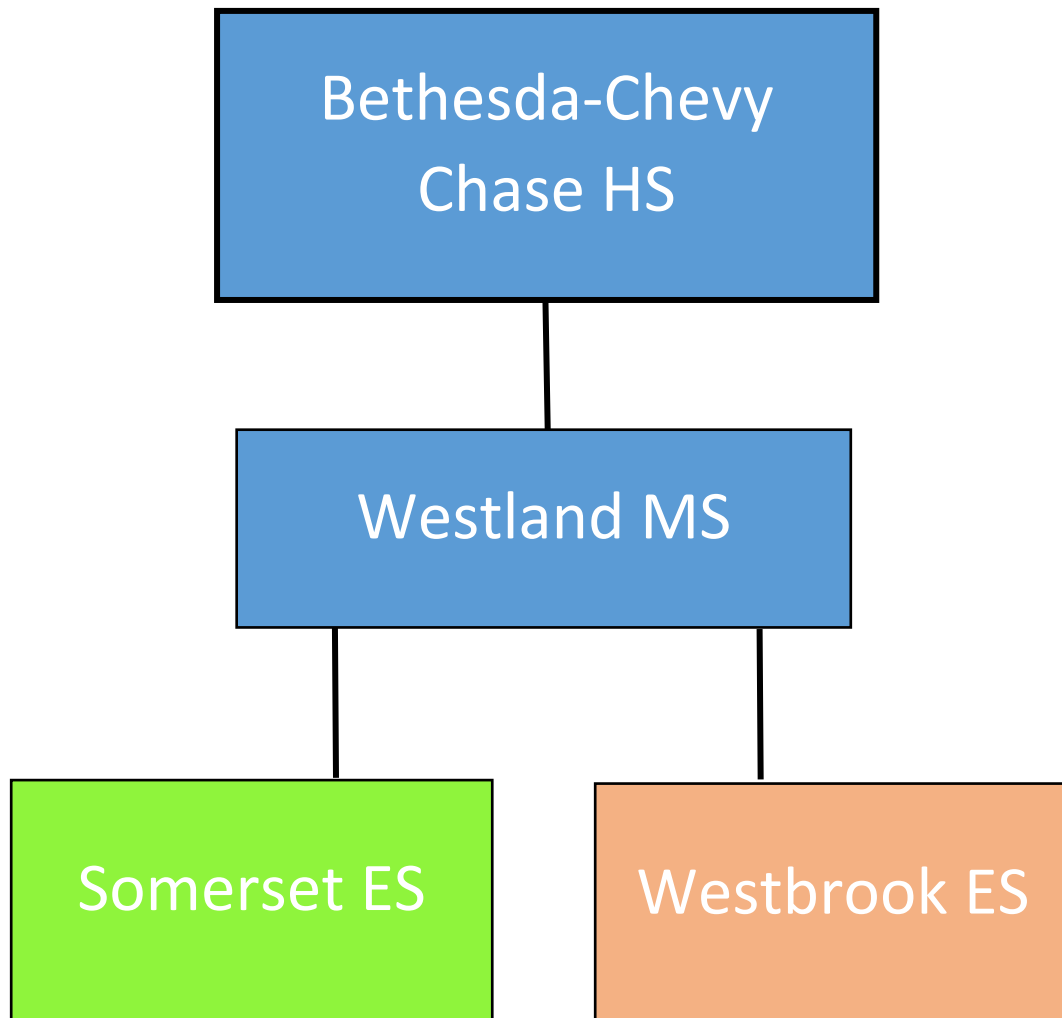 Bethesda-Chevy
Chase HS
Westland MS
Somerset ES
Westbrook ES